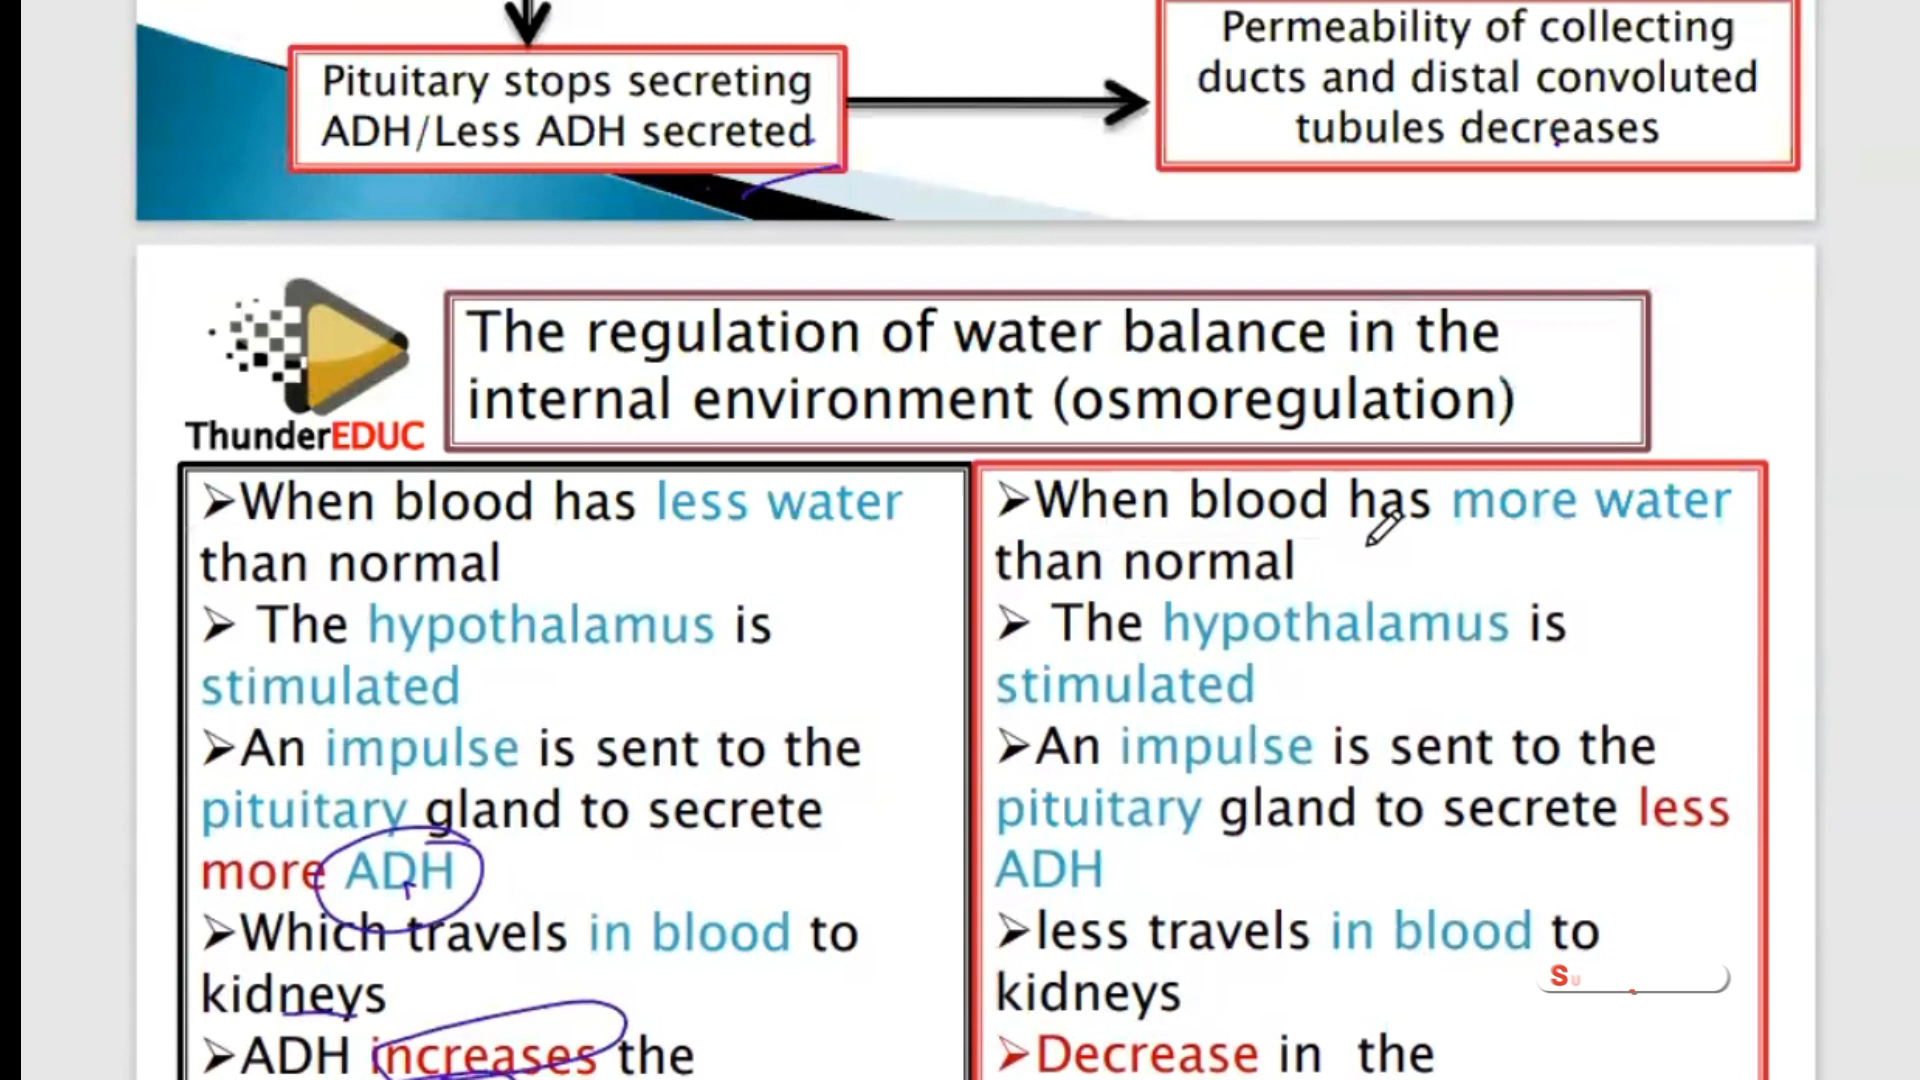 Pituitary stops secreting
ADH/Less ADH secreted
Permeability of collecting
ducts and distal convoluted
tubules decreases
ThunderEDUC
The regulation of water balance in the
internal environment (osmoregulation)
➢When blood has less water
than normal
➢ The hypothalamus is
stimulated
➢An impulse is sent to the
pituitary gland to secrete
more ADH
➢Which travels in blood to
kidneys
➢ADH increases the
➢When blood has more water
than normal
➢ The hypothalamus is
stimulated
➢An impulse is sent to the
pituitary gland to secrete less
ADH
➢less travels in blood to
kidneys
➢Decrease in the